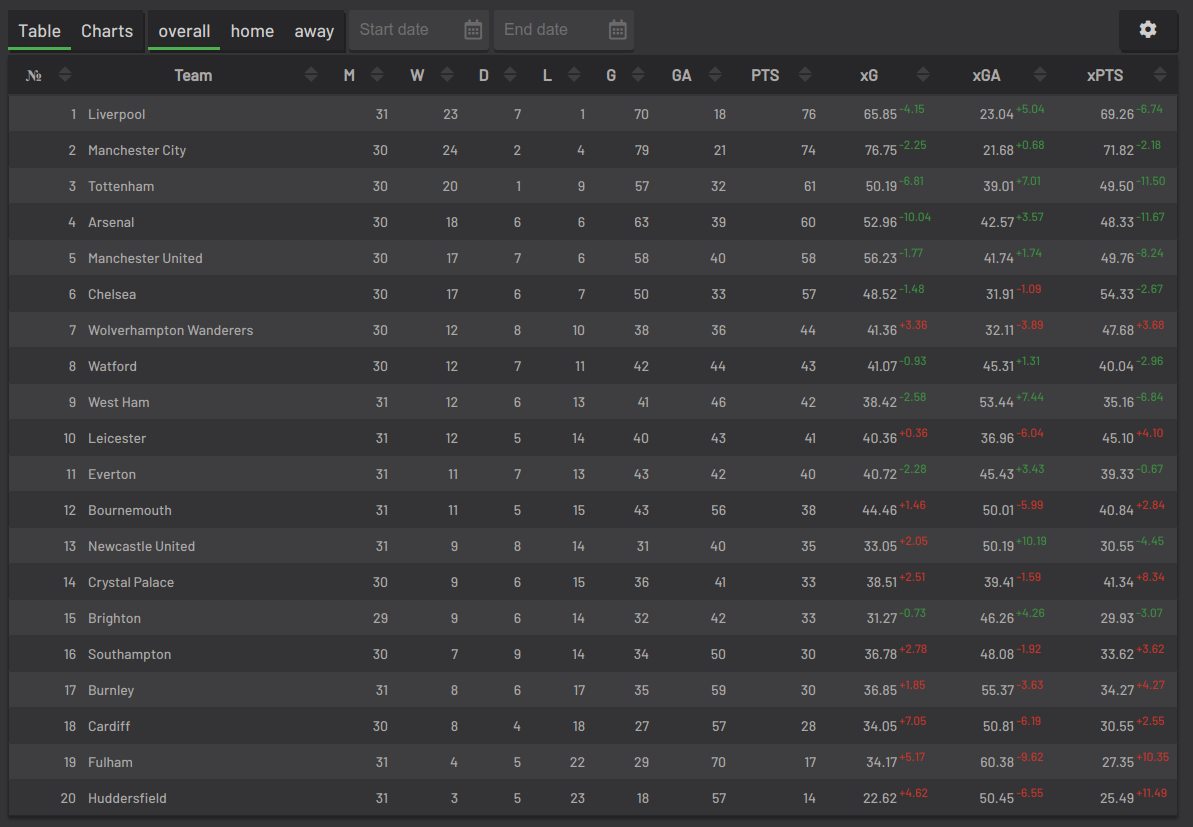 Table Charts overall home away Start date End date
№ Team M W D L G GA PTS xG xGA xPTS
1 Liverpool 31 23 7 1 70 18 76 65.85 -4.15 23.04 +5.04 69.26 -6.74
2 Manchester City 30 24 2 4 79 21 74 76.75 -2.25 21.68 +0.68 71.82 -2.18
3 Tottenham 30 20 1 9 57 32 61 50.19 -6.81 39.01 +7.01 49.50 -11.50
4 Arsenal 30 18 6 6 63 39 60 52.96 -10.04 42.57 +3.57 48.33 -11.67
5 Manchester United 30 17 7 6 58 40 58 56.23 -1.77 41.74 +1.74 49.76 -8.24
6 Chelsea 30 17 6 7 50 33 57 48.52 -1.48 31.91 -1.09 54.33 -2.67
7 Wolverhampton Wanderers 30 12 8 10 38 36 44 41.36 +3.36 32.11 -3.89 47.68 +3.68
8 Watford 30 12 7 11 42 44 43 41.07 -0.93 45.31 +1.31 40.04 -2.96
9 West Ham 31 12 6 13 41 46 42 38.42 -2.58 53.44 +7.44 35.16 -6.84
10 Leicester 31 12 5 14 40 43 41 40.36 +0.36 36.96 -6.04 45.10 +4.10
11 Everton 31 11 7 13 43 42 40 40.72 -2.28 45.43 +3.43 39.33 -0.67
12 Bournemouth 31 11 5 15 43 56 38 44.46 +1.46 50.01 -5.99 40.84 +2.84
13 Newcastle United 31 9 8 14 31 40 35 33.05 +2.05 50.19 +10.19 30.55 -4.45
14 Crystal Palace 30 9 6 15 36 41 33 38.51 +2.51 39.41 -1.59 41.34 +8.34
15 Brighton 29 9 6 14 32 42 33 31.27 -0.73 46.26 +4.26 29.93 -3.07
16 Southampton 30 7 9 14 34 50 30 36.78 +2.78 48.08 -1.92 33.62 +3.62
17 Burnley 31 8 6 17 35 59 30 36.85 +1.85 55.37 -3.63 34.27 +4.27
18 Cardiff 30 8 4 18 27 57 28 34.05 +7.05 50.81 -6.19 30.55 +2.55
19 Fulham 31 4 5 22 29 70 17 34.17 +5.17 60.38 -9.62 27.35 +10.35
20 Huddersfield 31 3 5 23 18 57 14 22.62 +4.62 50.45 -6.55 25.49 +11.49